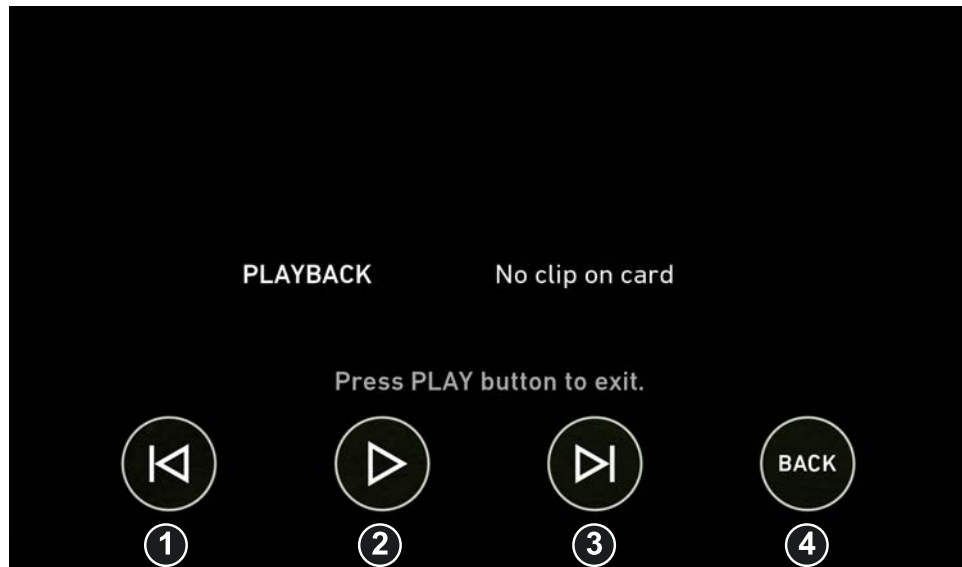 PLAYBACK No clip on card
Press PLAY button to exit.
BACK
1 2 3 4